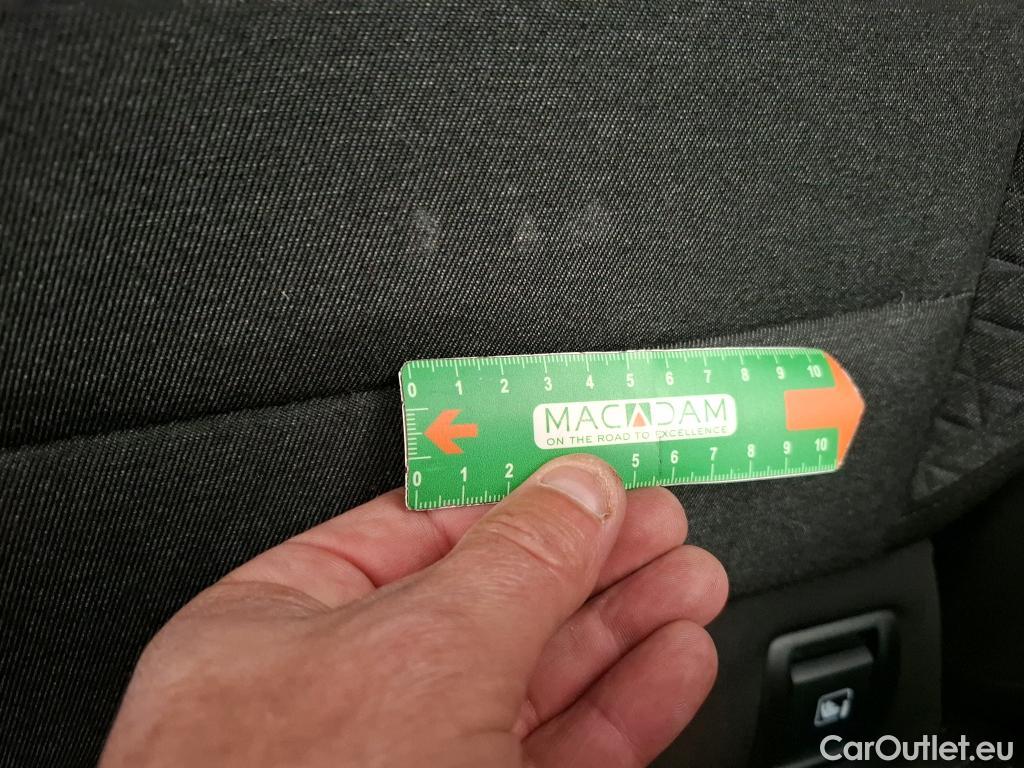 0 1 2 3 4 5 6 7 8 9 10
MACADAM
ON THE ROAD TO EXCELLENCE
0 1 2 5 6 7 8 9 10
CarOutlet.eu